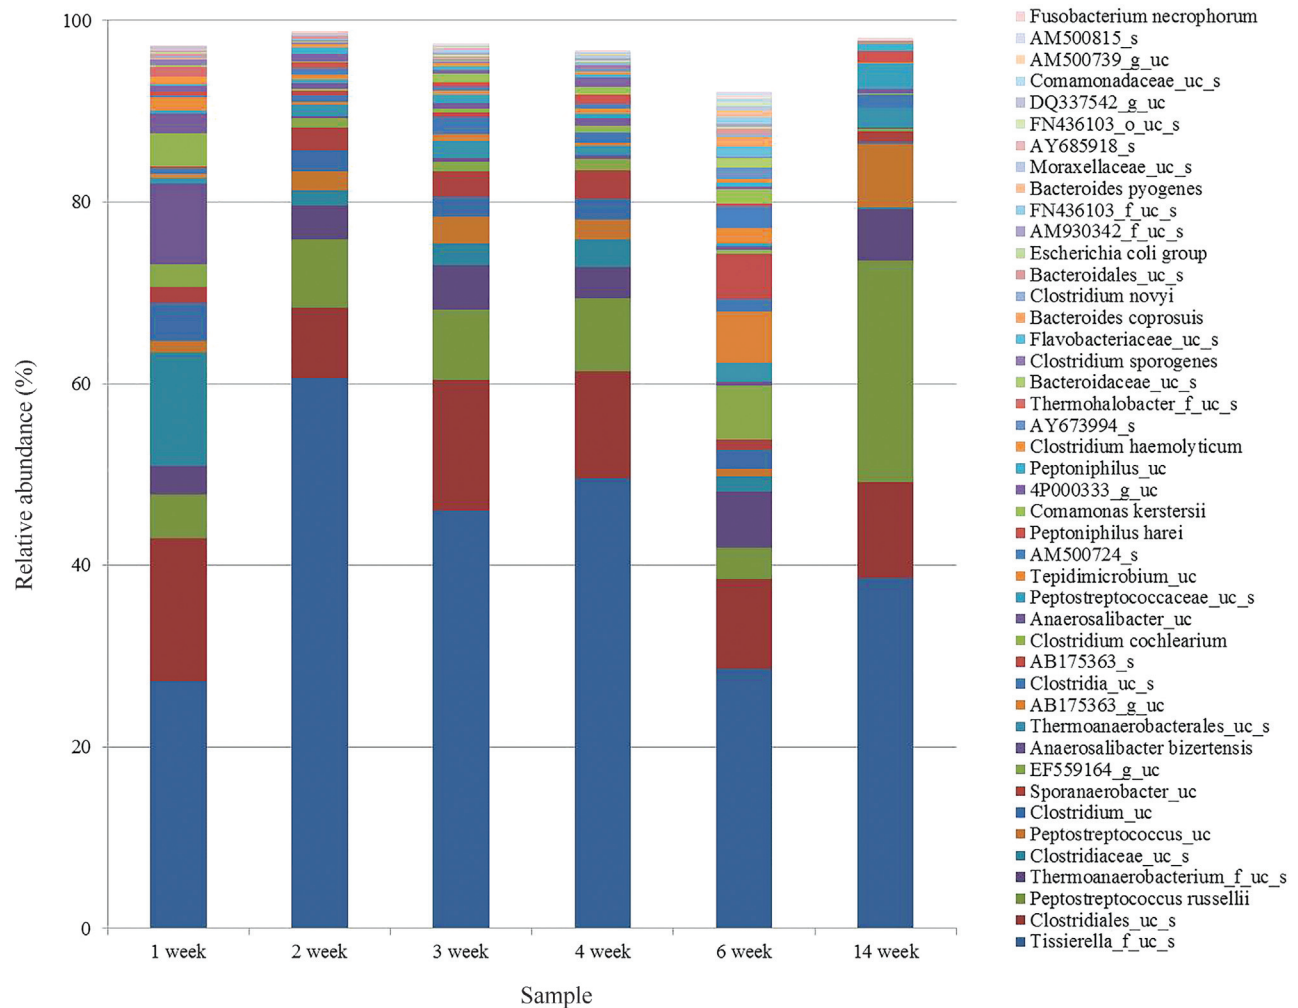 100
80
60
40
20
0
Relative abundance (%)
1 week
2 week
3 week
4 week
6 week
14 week
Sample
Fusobacterium necrophorum
AM500815_s
AM500739_g_uc
Comamonadaceae_uc_s
DQ337542_g_uc
FN436103_o_uc_s
AY685918_s
Moraxellaceae_uc_s
Bacteroides pyogenes
FN436103_f_uc_s
AM930342_f_uc_s
Escherichia coli group
Bacteroidales_uc_s
Clostridium novyi
Bacteroides coprosuis
Flavobacteriaceae_uc_s
Clostridium sporogenes
Bacteroidaceae_uc_s
Thermohalobacter_f_uc_s
AY673994_s
Clostridium haemolyticum
Peptoniphilus_uc
4P000333_g_uc
Comamonas kerstersii
Peptoniphilus harei
AM500724_s
Tepidimicrobium_uc
Peptostreptococcaceae_uc_s
Anaerosalibacter_uc
Clostridium cochlearium
AB175363_s
Clostridia_uc_s
AB175363_g_uc
Thermoanaerobacterales_uc_s
Anaerosalibacter bizertensis
EF559164_g_uc
Sporanaerobacter_uc
Clostridium_uc
Peptostreptococcus_uc
Clostridiaceae_uc_s
Thermoanaerobacterium_f_uc_s
Peptostreptococcus russellii
Clostridiales_uc_s
Tissierella_f_uc_s